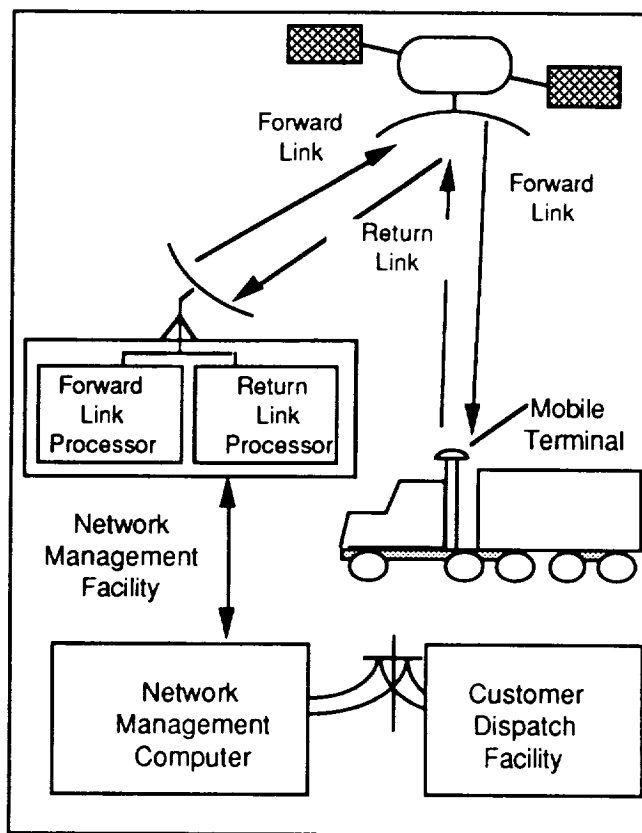 Forward
Link
Forward
Link
Return
Link
Forward
Link
Processor
Return
Link
Processor
Mobile
Terminal
Network
Management
Facility
Network
Management
Computer
Customer
Dispatch
Facility